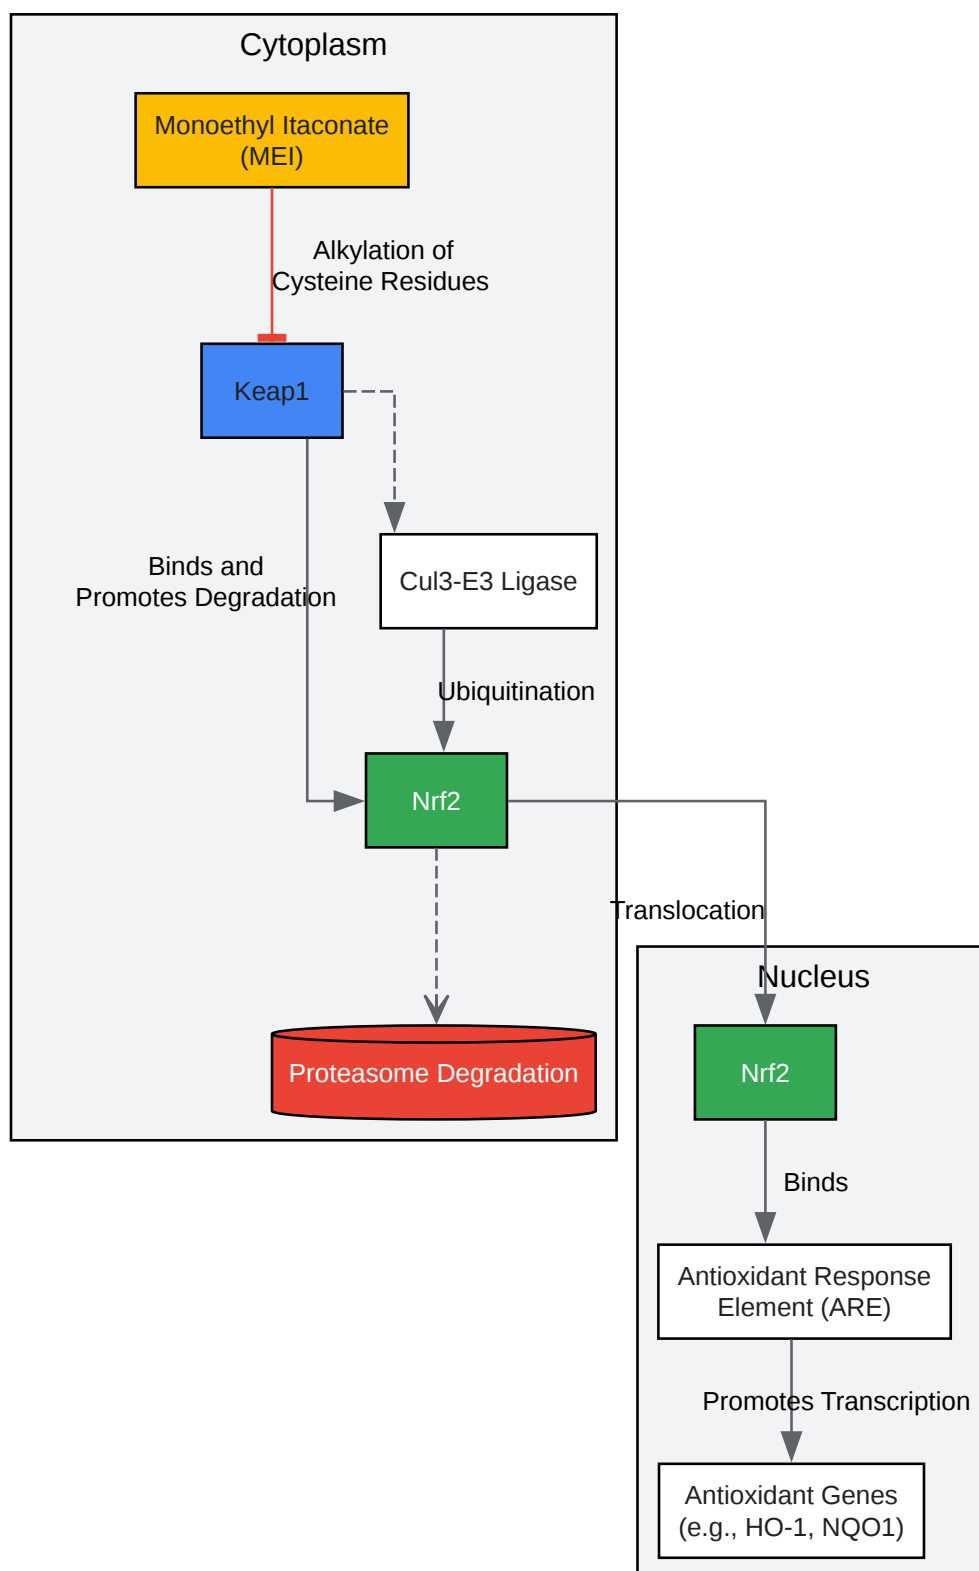 Cytoplasm
Monoethyl Itaconate
(MEI)
Alkylation of
Cysteine Residues
Keap1
Binds and
Promotes Degradation
Cul3-E3 Ligase
Ubiquitination
Nrf2
Translocation
Proteasome Degradation
Nucleus
Nrf2
Binds
Antioxidant Response
Element (ARE)
Promotes Transcription
Antioxidant Genes
(e.g., HO-1, NQO1)